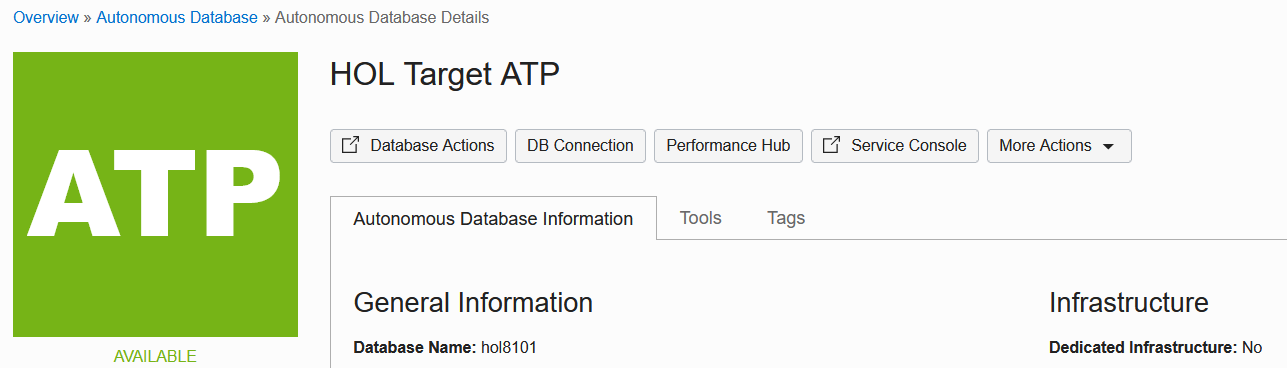 Overview » Autonomous Database » Autonomous Database Details
ATP
AVAILABLE
HOL Target ATP
Database Actions
DB Connection
Performance Hub
Service Console
More Actions
Autonomous Database Information
Tools
Tags
General Information
Database Name: hol8101
Infrastructure
Dedicated Infrastructure: No